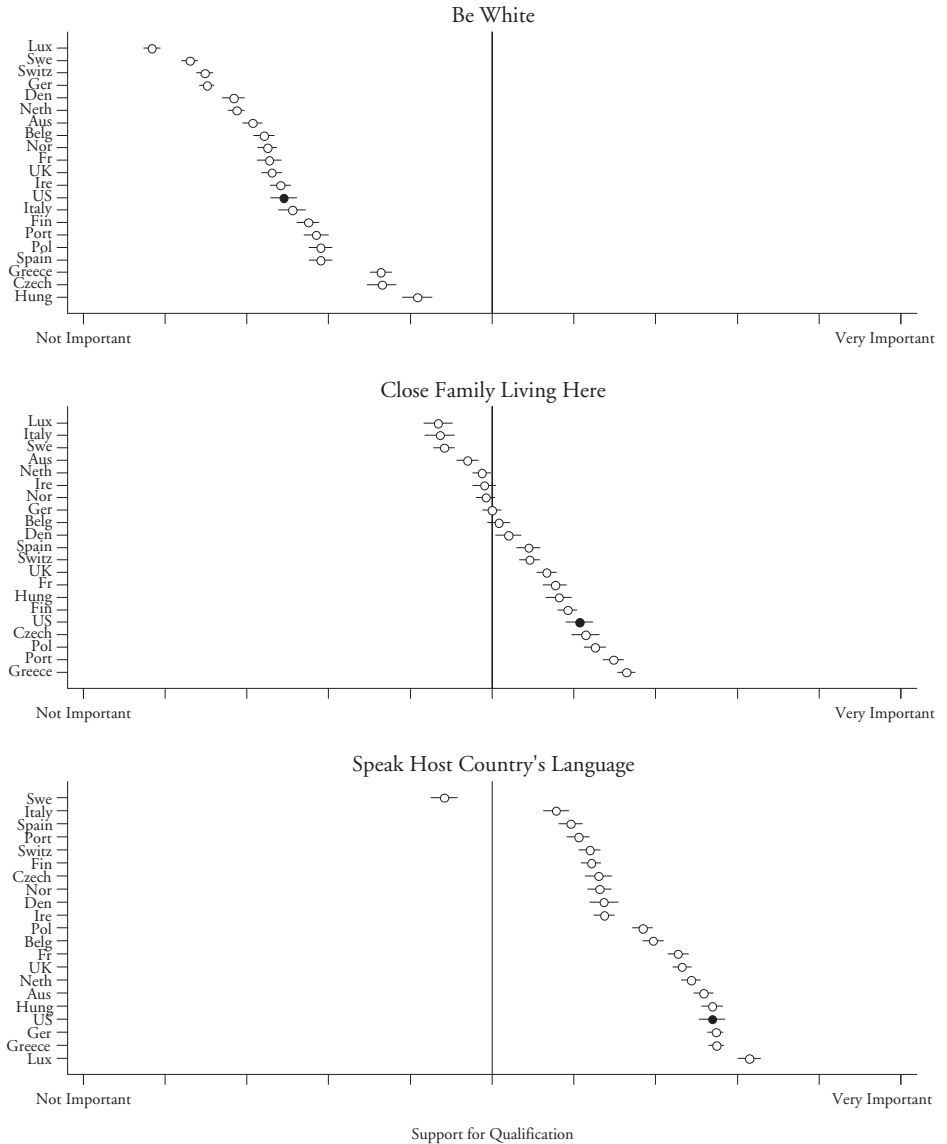 Be White
Lux
Swe
Switz
Ger
Den
Neth
Aus
Belg
Nor
Fr
UK
Ire
US
Italy
Fin
Port
Pol
Spain
Greece
Czech
Hung
Not Important
Very Important
Close Family Living Here
Lux
Italy
Swe
Aus
Neth
Ire
Nor
Ger
Belg
Den
Spain
Switz
UK
Fr
Hung
Fin
US
Czech
Pol
Port
Greece
Not Important
Very Important
Speak Host Country's Language
Swe
Italy
Spain
Port
Switz
Fin
Czech
Nor
Den
Ire
Pol
Belg
Fr
UK
Neth
Aus
Hung
US
Ger
Greece
Lux
Not Important
Very Important
Support for Qualification